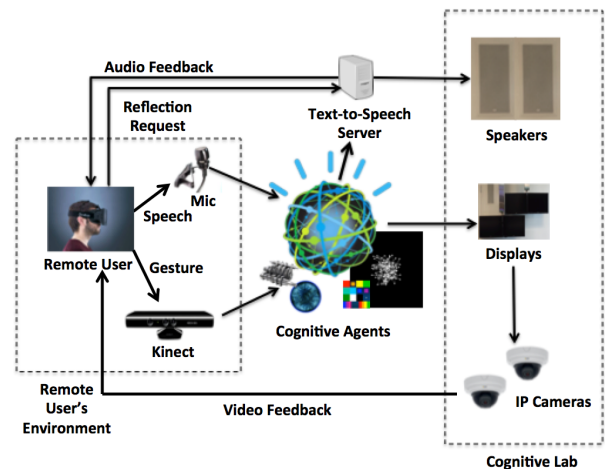 Audio Feedback
Reflection
Request
Text-to-Speech
Server
Speakers
Speech
Mic
Remote User
Gesture
Kinect
Cognitive Agents
Displays
IP Cameras
Remote
User's
Environment
Video Feedback
Cognitive Lab